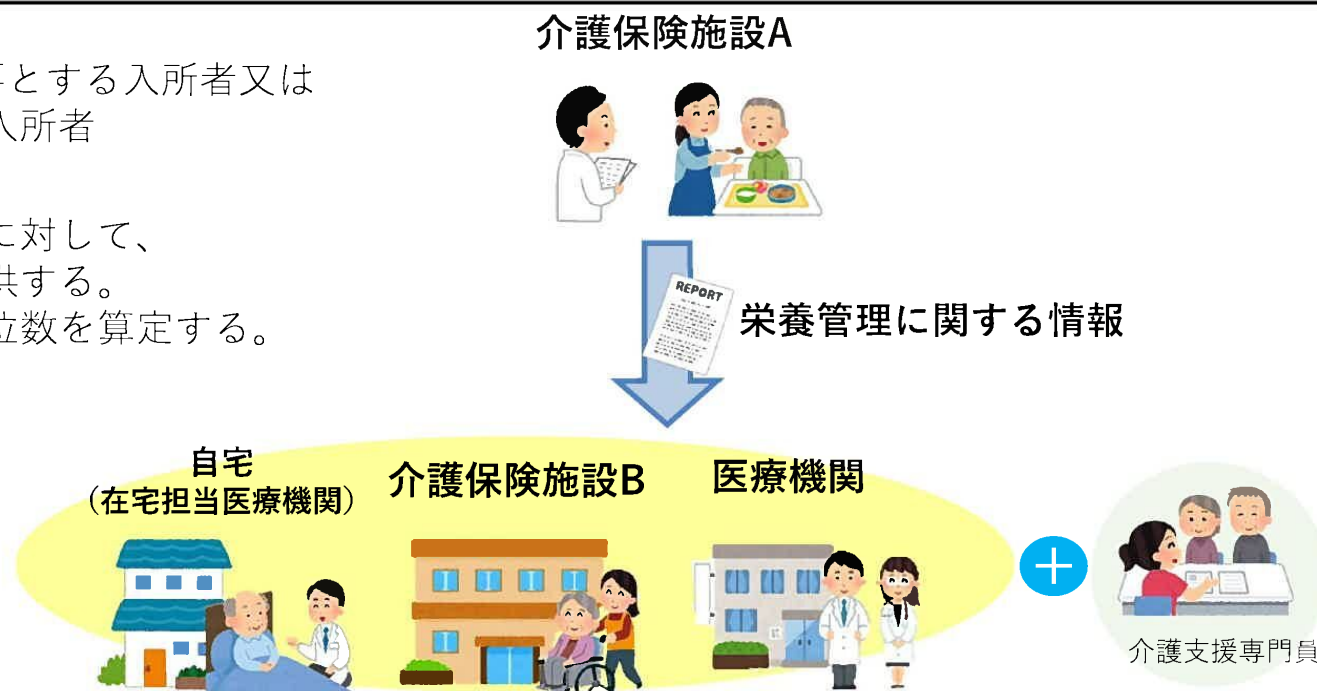 介護保険施設A
とする入所者又は
入所者
に対して、
供する。
位数を算定する。
REPORT
栄養管理に関する情報
自宅
（在宅担当医療機関）
介護保険施設B
医療機関
＋
介護支援専門員